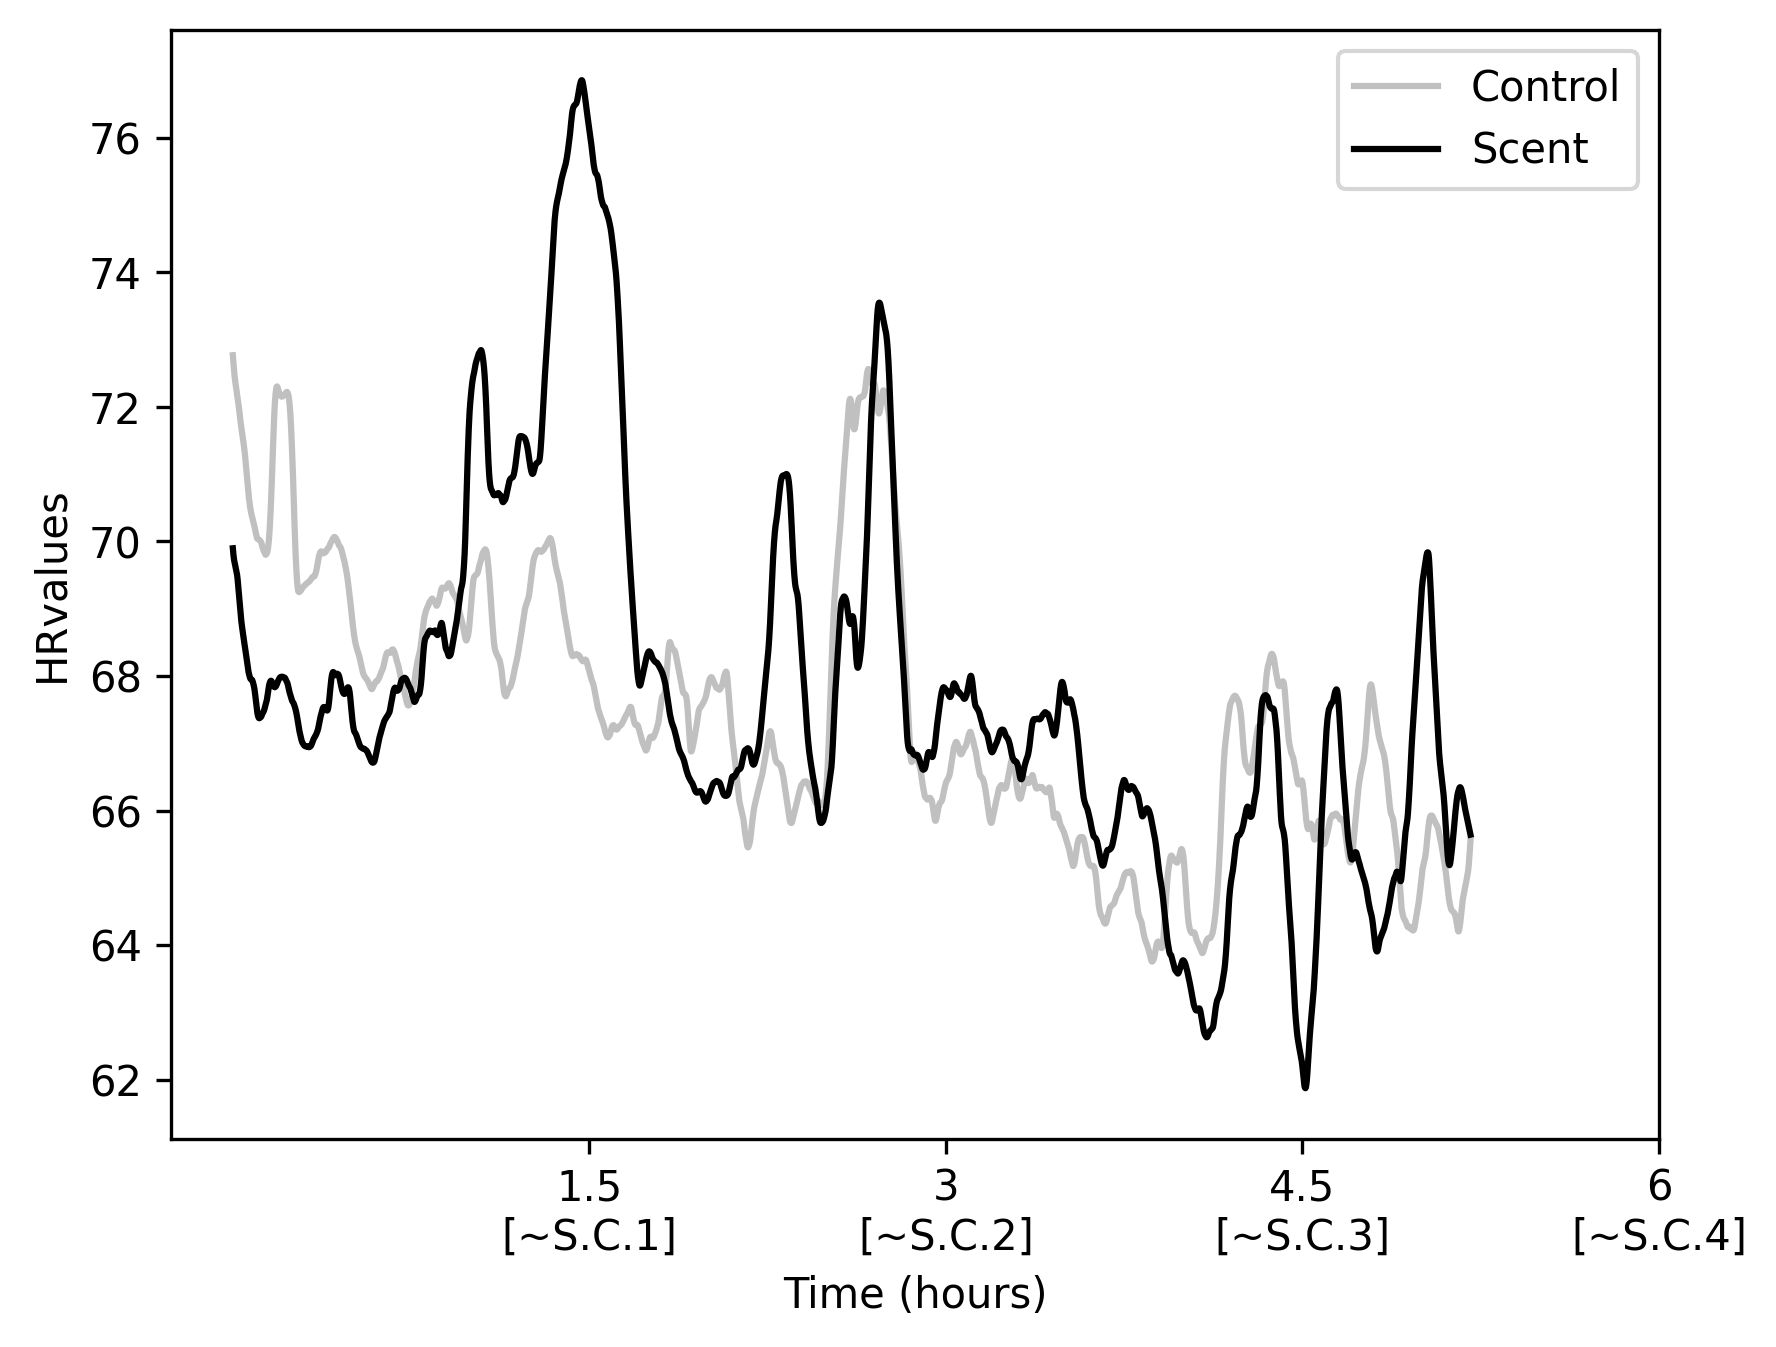 Control
Scent
76
74
72
70
68
66
64
62
HRvalues
1.5 3 4.5 6
[~S.C.1] [~S.C.2] [~S.C.3] [~S.C.4]
Time (hours)